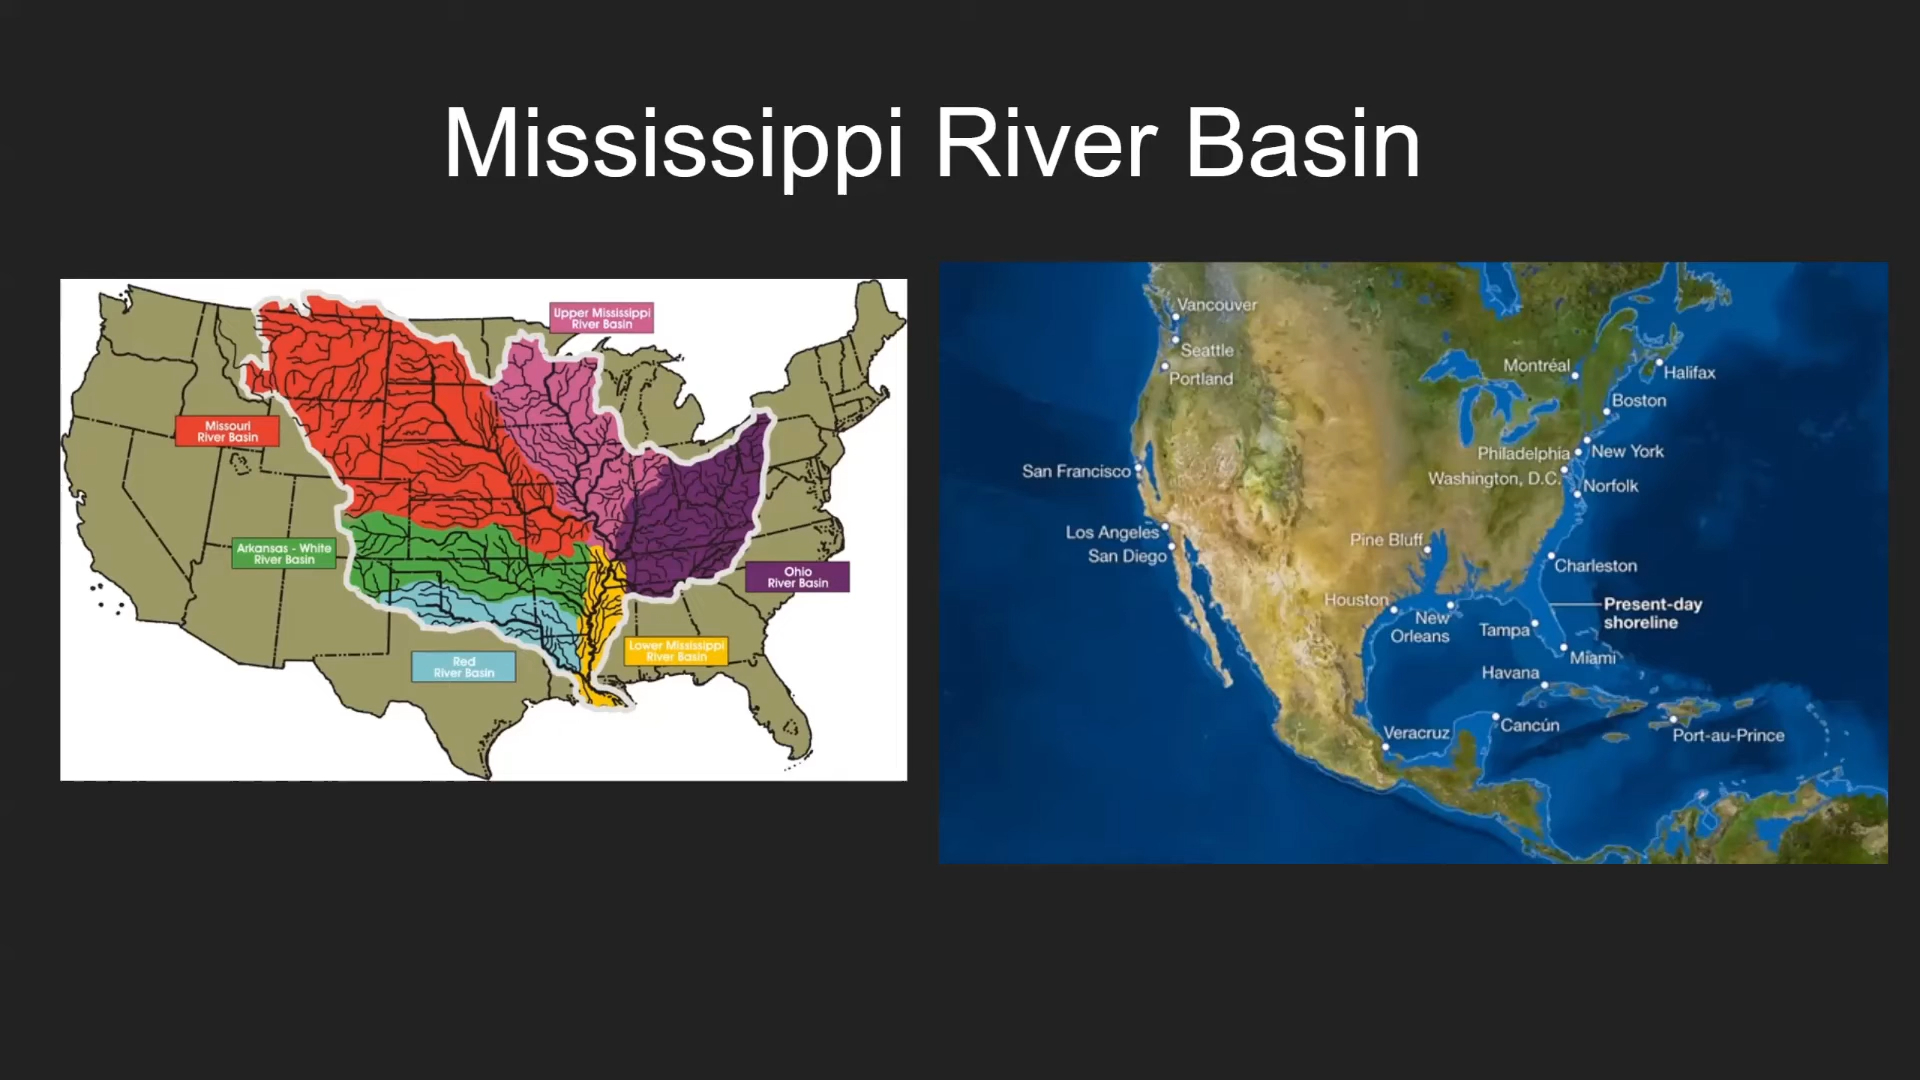 Mississippi River Basin
Upper Mississippi
River Basin
Missouri
River Basin
Arkansas - White
River Basin
Ohio
River Basin
Lower Mississippi
River Basin
Red
River Basin
Vancouver
Seattle
Portland
Montréal
Halifax
Boston
Philadelphia
New York
San Francisco
Washington, D.C.
Norfolk
Los Angeles
San Diego
Pine Bluff
Charleston
Houston
New
Orleans
Present-day
shoreline
Tampa
Miami
Havana
Cancún
Veracruz
Port-au-Prince